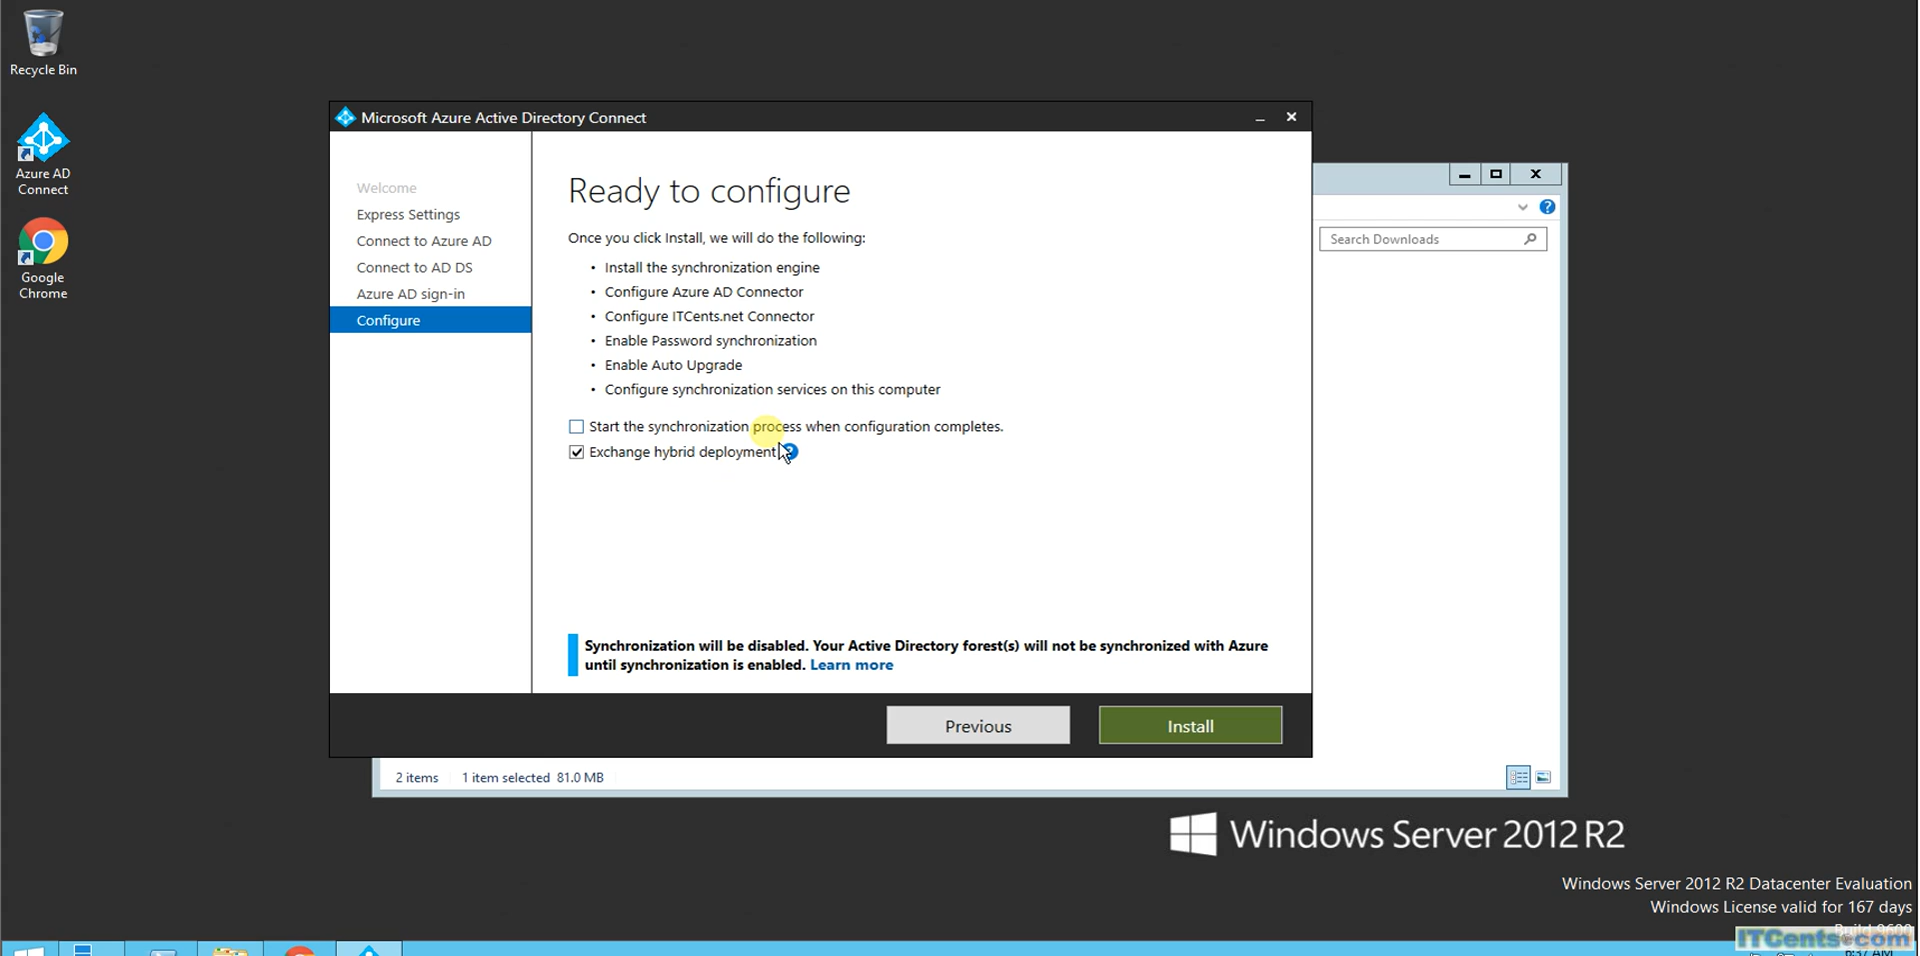 Recycle Bin
Azure AD
Connect
Google
Chrome
Microsoft Azure Active Directory Connect
Welcome
Express Settings
Connect to Azure AD
Connect to AD DS
Azure AD sign-in
Configure
Ready to configure
Once you click Install, we will do the following:
• Install the synchronization engine
• Configure Azure AD Connector
• Configure ITCents.net Connector
• Enable Password synchronization
• Enable Auto Upgrade
• Configure synchronization services on this computer
Start the synchronization process when configuration completes.
Exchange hybrid deployment ?
Synchronization will be disabled. Your Active Directory forest(s) will not be synchronized with Azure
until synchronization is enabled. Learn more
Previous
Install
?
Search Downloads
2 items
1 item selected 81.0 MB
Windows Server 2012 R2
Windows Server 2012 R2 Datacenter Evaluation
Windows License valid for 167 days
Build 9600
ITCents.com